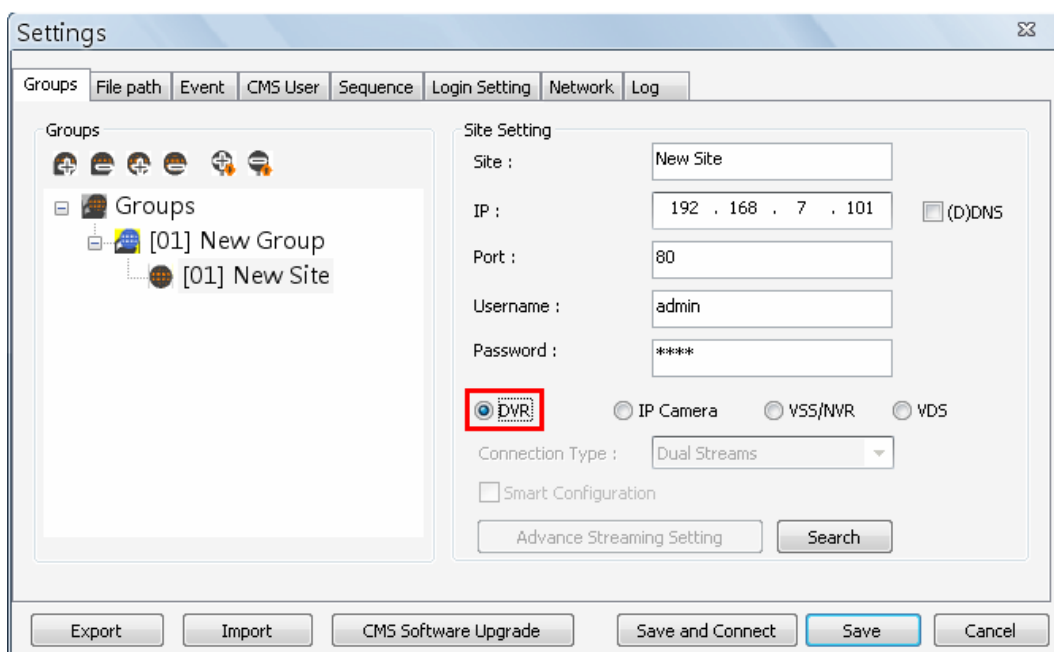 Settings
Groups File path Event CMS User Sequence Login Setting Network Log
Groups
Groups
[01] New Group
[01] New Site
Site Setting
Site : New Site
IP : 192 . 168 . 7 . 101 (D)DNS
Port : 80
Username : admin
Password : ****
DVR IP Camera VSS/NVR VDS
Connection Type : Dual Streams
Smart Configuration
Advance Streaming Setting Search
Export Import CMS Software Upgrade Save and Connect Save Cancel